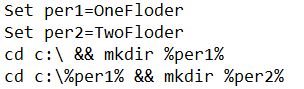 Set per1=OneFloder
Set per2=TwoFloder
cd c:\ && mkdir %per1%
cd c:\%per1% && mkdir %per2%